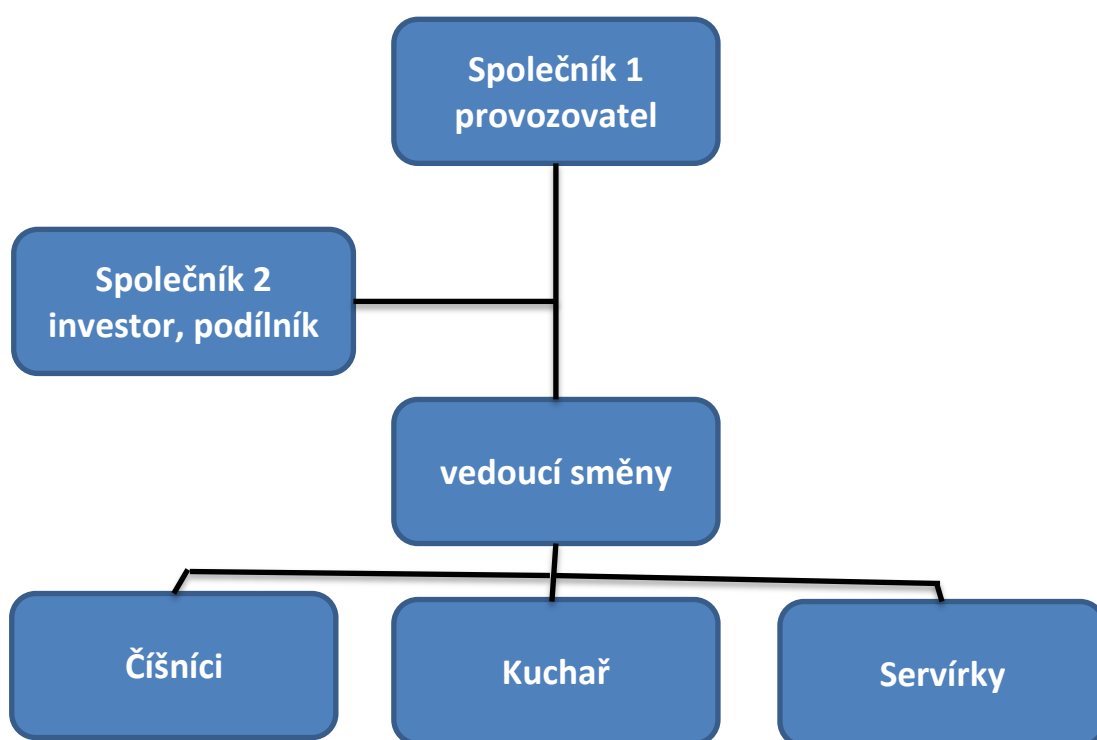 Společník 1
provozovatel
Společník 2
investor, podílník
vedoucí směny
Číšníci
Kuchař
Servírky